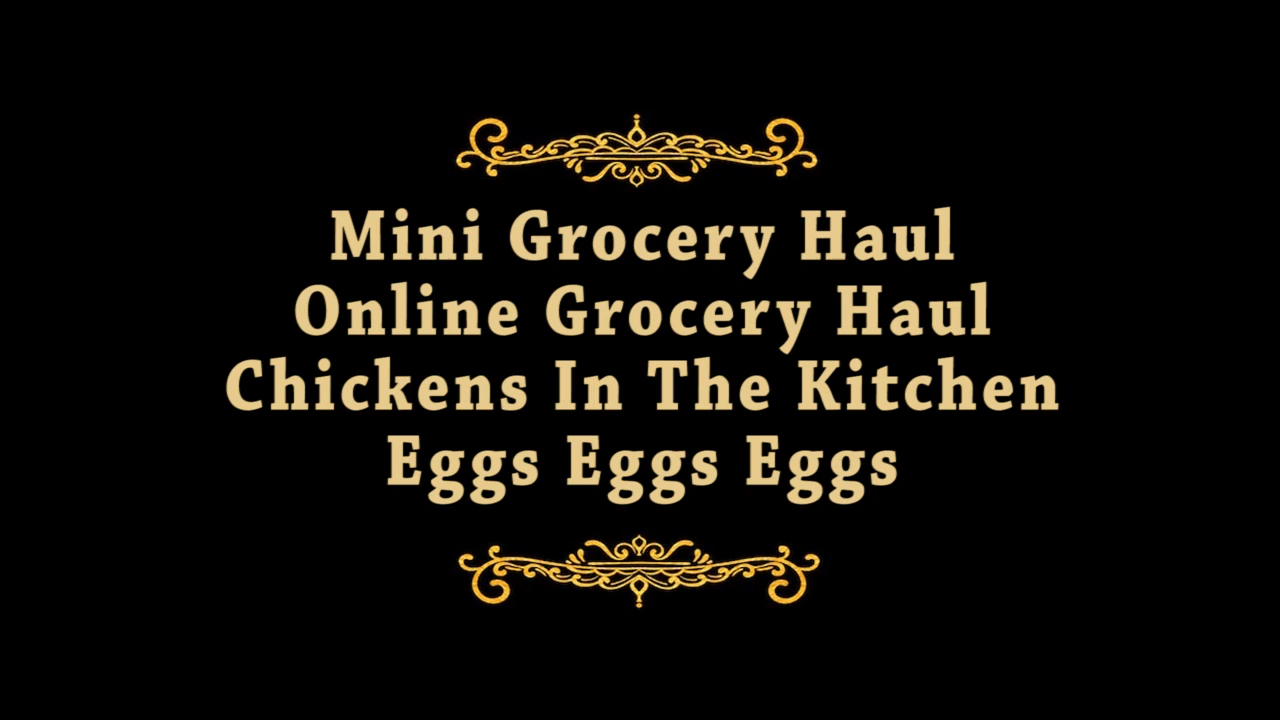 Mini Grocery Haul
Online Grocery Haul
Chickens In The Kitchen
Eggs Eggs Eggs